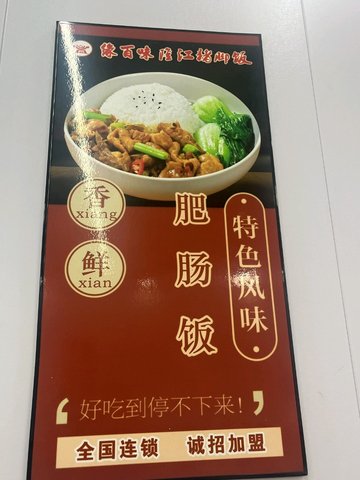 缘百味隆江猪脚饭
香
xiang
鲜
xian
肥肠饭
特色风味
‘好吃到停不下来！’
全国连锁 诚招加盟